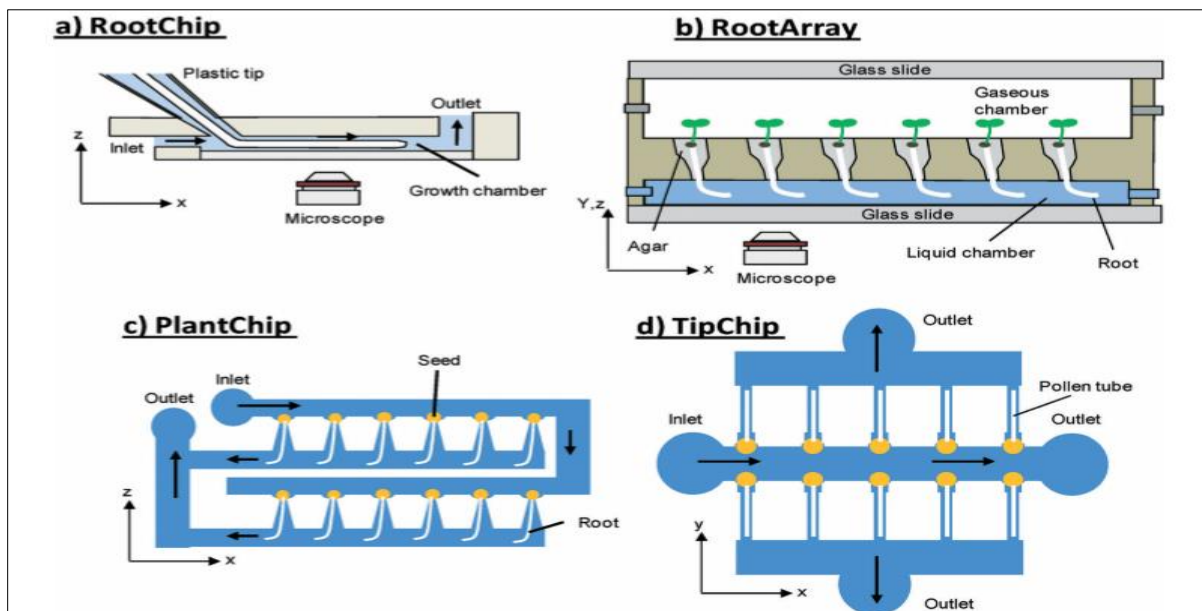 a) RootChip
Plastic tip
Outlet
z
Inlet
Growth chamber
x
Microscope
b) RootArray
Glass slide
Gaseous
chamber
Y,z
Glass slide
Agar
Liquid chamber
Root
x
Microscope
c) PlantChip
Seed
Inlet
Outlet
z
Root
x
d) TipChip
Outlet
Pollen tube
Inlet
Outlet
y
x
Outlet